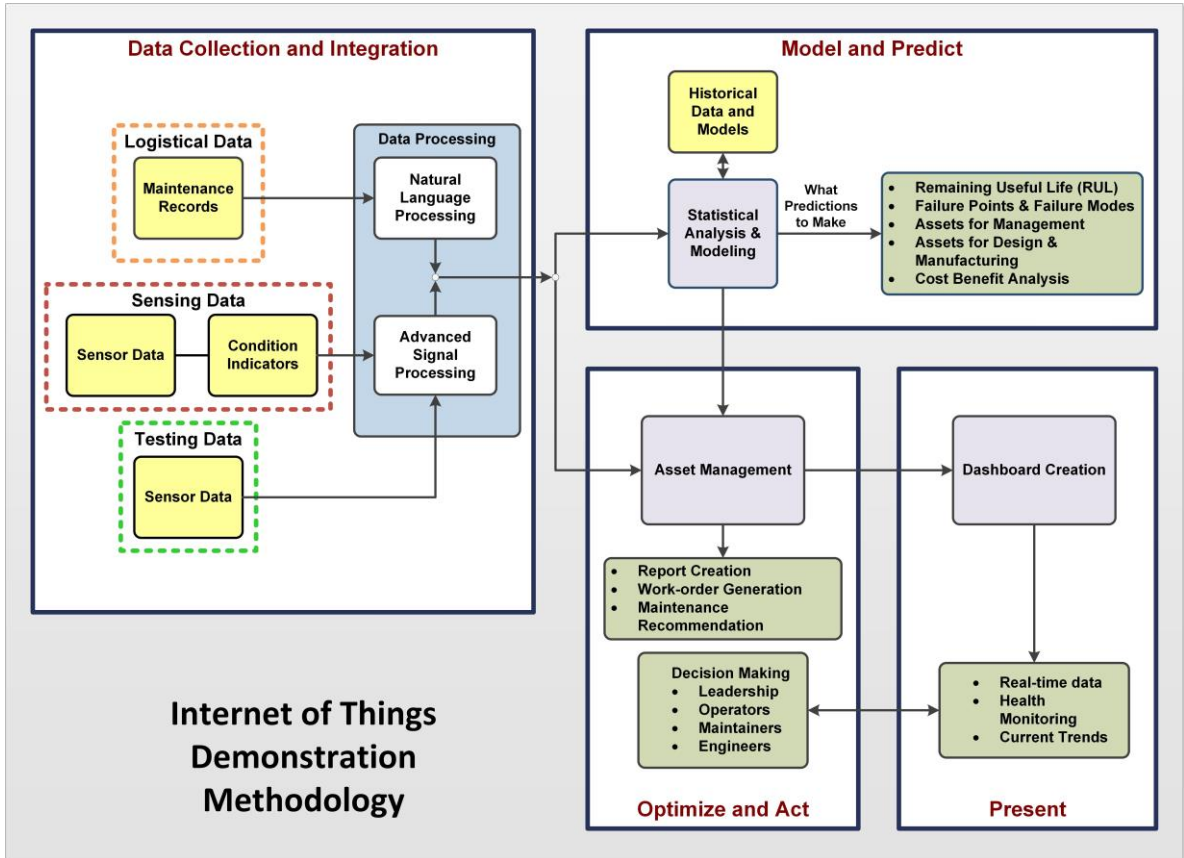 Data Collection and Integration
Logistical Data
Maintenance
Records
Sensing Data
Sensor Data
Condition
Indicators
Testing Data
Sensor Data
Data Processing
Natural
Language
Processing
Advanced
Signal
Processing
Model and Predict
Historical
Data and
Models
Statistical
Analysis &
Modeling
What
Predictions
to Make
• Remaining Useful Life (RUL)
• Failure Points & Failure Modes
• Assets for Management
• Assets for Design &
Manufacturing
• Cost Benefit Analysis
Asset Management
• Report Creation
• Work-order Generation
• Maintenance
Recommendation
Decision Making
• Leadership
• Operators
• Maintainers
• Engineers
Optimize and Act
Dashboard Creation
• Real-time data
• Health
Monitoring
• Current Trends
Present
Internet of Things
Demonstration
Methodology